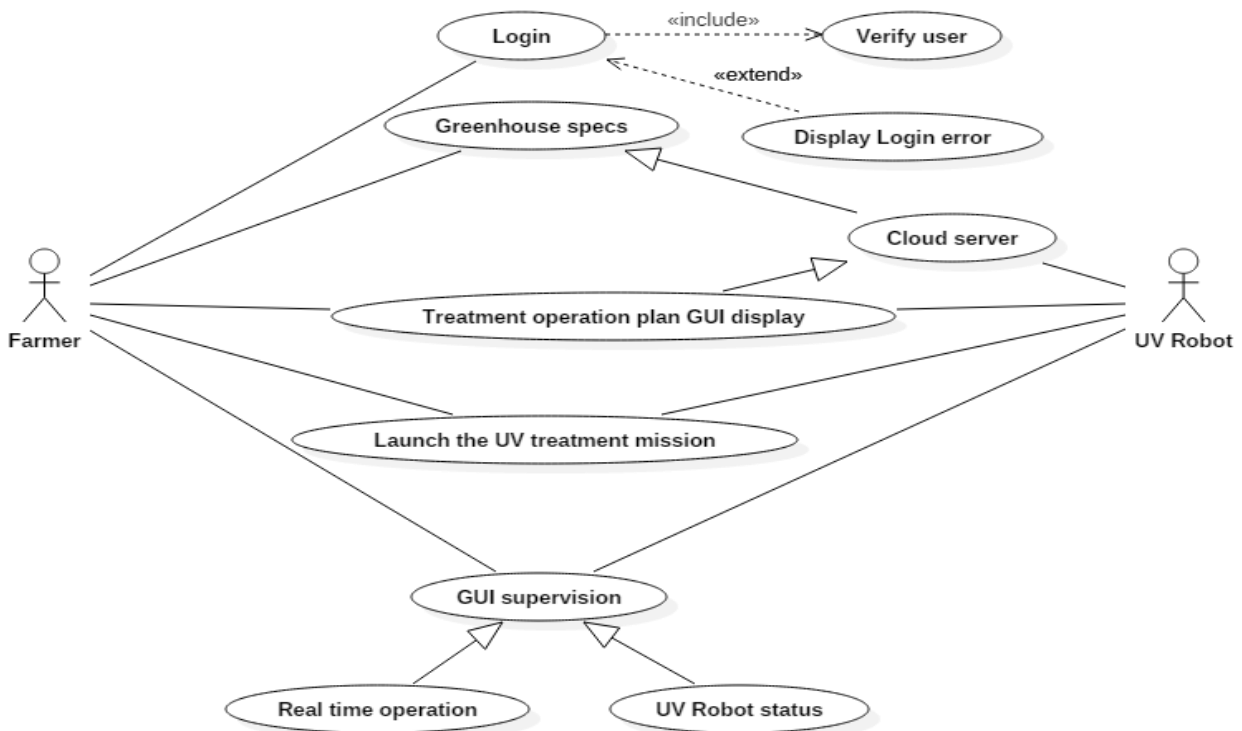 «include»
Login
Verify user
«extend»
Greenhouse specs
Display Login error
Cloud server
Treatment operation plan GUI display
Farmer
UV Robot
Launch the UV treatment mission
GUI supervision
Real time operation
UV Robot status